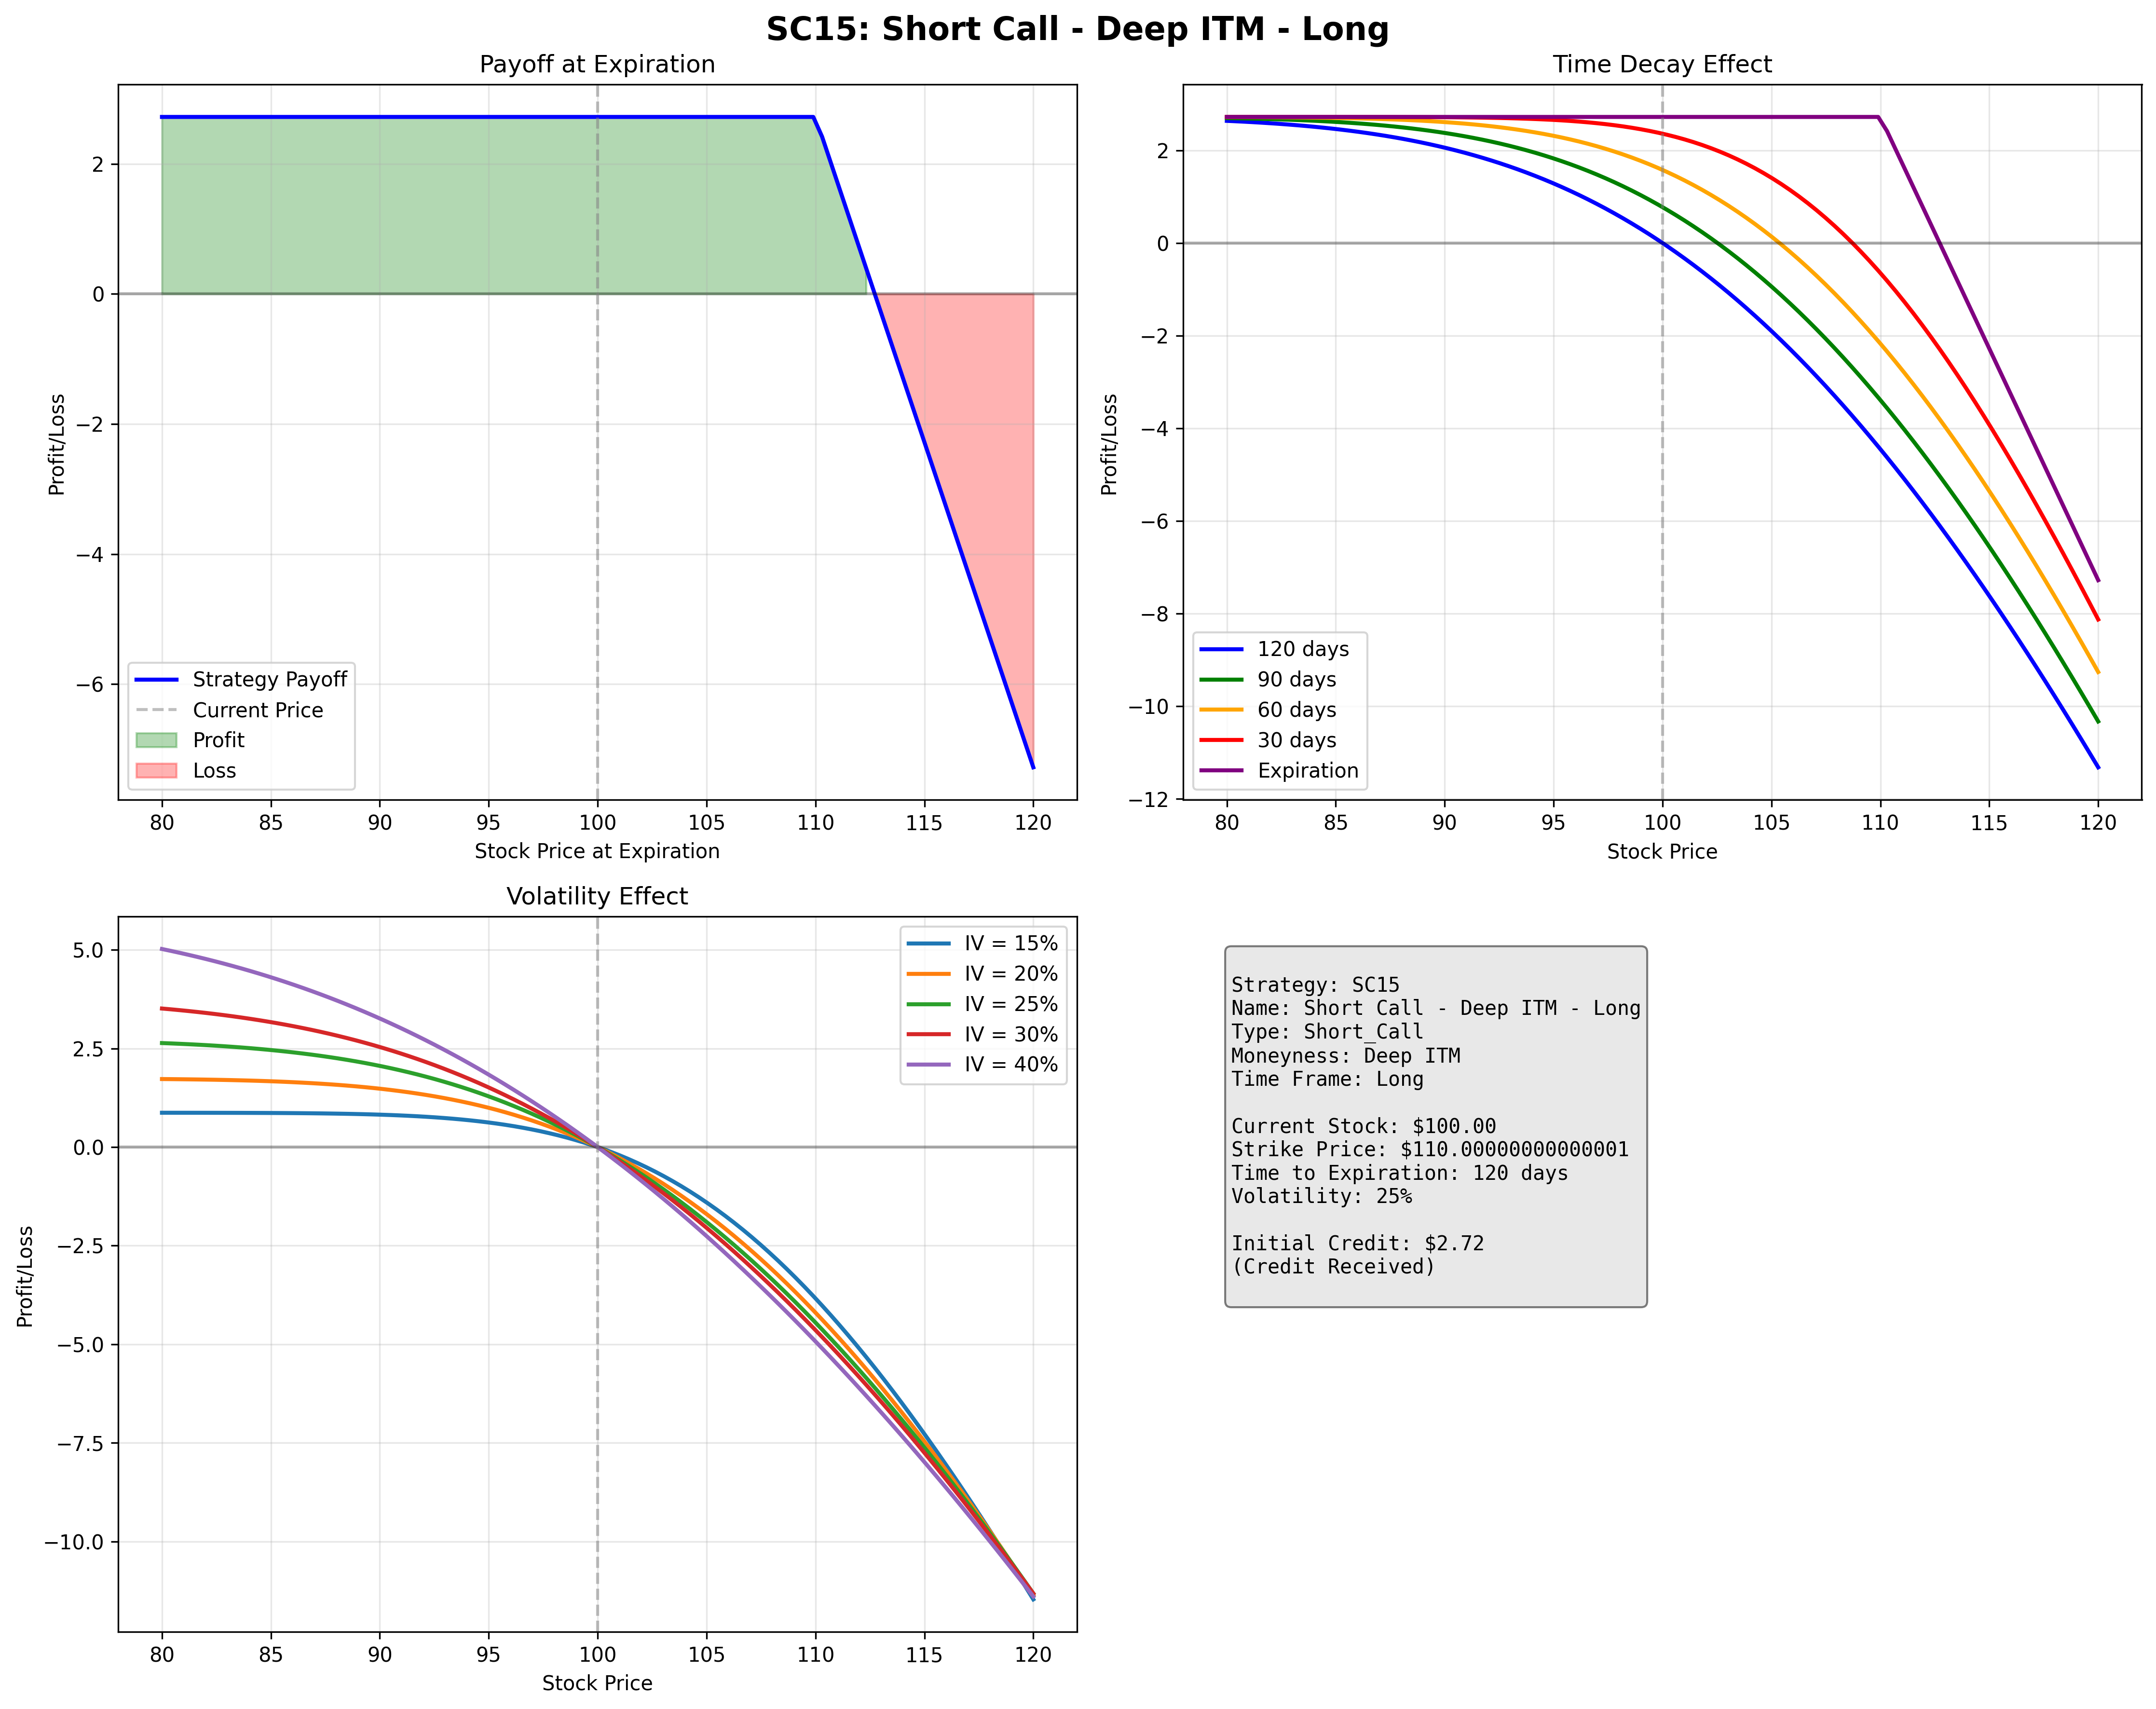 SC15: Short Call - Deep ITM - Long
Payoff at Expiration
Profit/Loss
2
0
−2
−4
−6
80
85
90
95
100
105
110
115
120
Stock Price at Expiration
Strategy Payoff
Current Price
Profit
Loss
Time Decay Effect
Profit/Loss
2
0
−2
−4
−6
−8
−10
−12
80
85
90
95
100
105
110
115
120
Stock Price
120 days
90 days
60 days
30 days
Expiration
Volatility Effect
Profit/Loss
5.0
2.5
0.0
−2.5
−5.0
−7.5
−10.0
80
85
90
95
100
105
110
115
120
Stock Price
IV = 15%
IV = 20%
IV = 25%
IV = 30%
IV = 40%
Strategy: SC15
Name: Short Call - Deep ITM - Long
Type: Short_Call
Moneyness: Deep ITM
Time Frame: Long
Current Stock: $100.00
Strike Price: $110.00000000000001
Time to Expiration: 120 days
Volatility: 25%
Initial Credit: $2.72
(Credit Received)